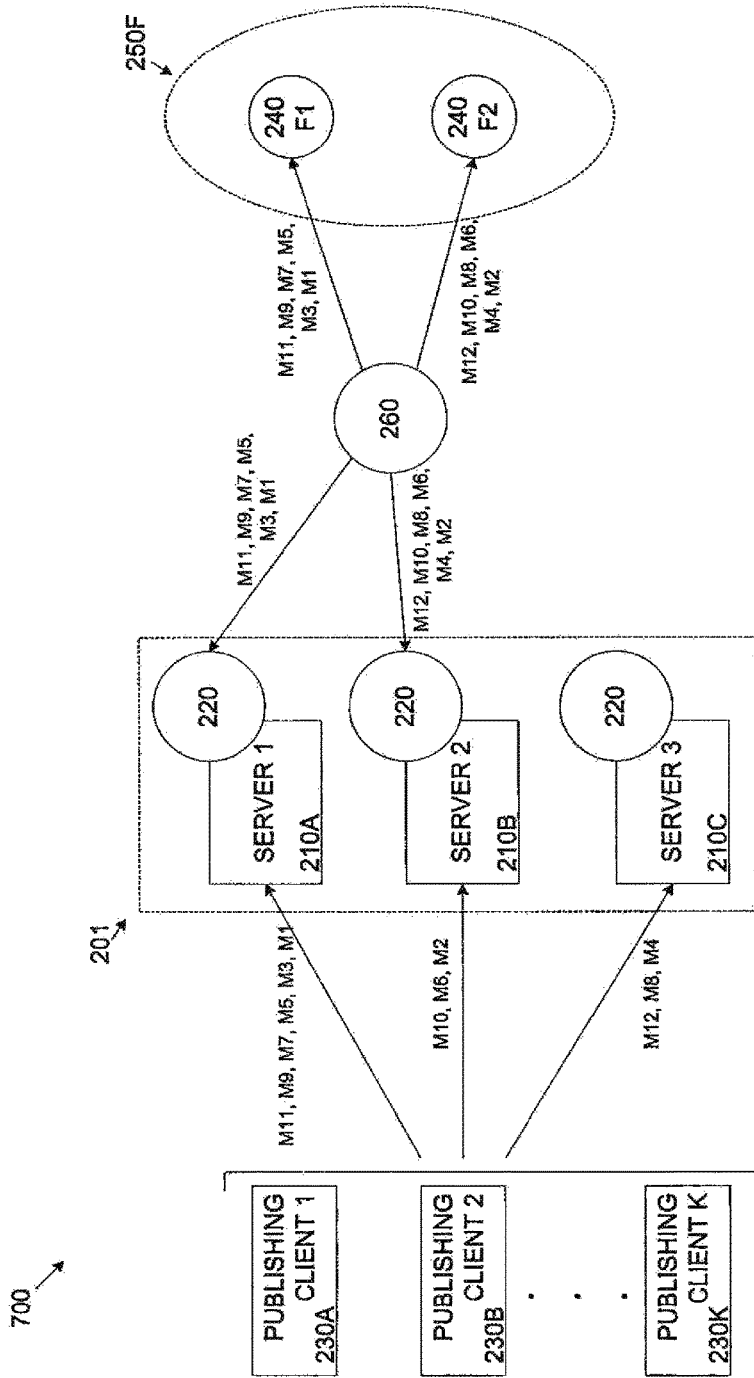 700
201
250F
PUBLISHING
CLIENT 1
230A
PUBLISHING
CLIENT 2
230B
. . .
PUBLISHING
CLIENT K
230K
M11, M9, M7, M5, M3, M1
M10, M6, M2
M12, M8, M4
220
SERVER 1
210A
220
SERVER 2
210B
220
SERVER 3
210C
M11, M9, M7, M5,
M3, M1
M12, M10, M8, M6,
M4, M2
260
M11, M9, M7, M5,
M3, M1
M12, M10, M8, M6,
M4, M2
240
F1
240
F2